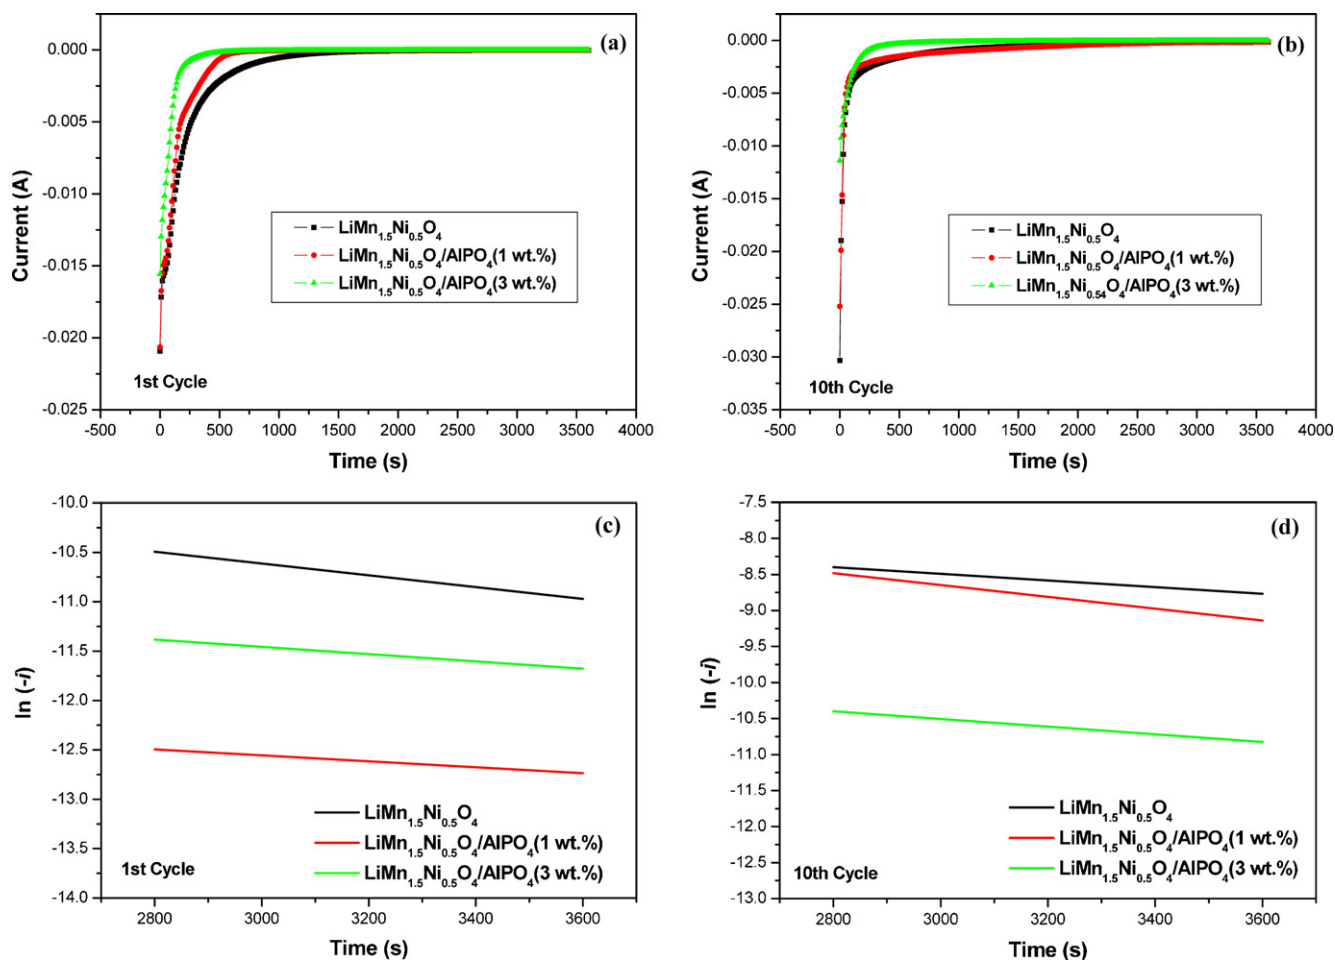 (a)
0.000
-0.005
-0.010
-0.015
-0.020
-0.025
Current (A)
LiMn1.5Ni0.5O4
LiMn1.5Ni0.5O4/AlPO4(1 wt.%)
LiMn1.5Ni0.5O4/AlPO4(3 wt.%)
1st Cycle
-500 0 500 1000 1500 2000 2500 3000 3500 4000
Time (s)
(b)
0.000
-0.005
-0.010
-0.015
-0.020
-0.025
-0.030
-0.035
Current (A)
LiMn1.5Ni0.5O4
LiMn1.5Ni0.5O4/AlPO4(1 wt.%)
LiMn1.5Ni0.54O4/AlPO4(3 wt.%)
10th Cycle
-500 0 500 1000 1500 2000 2500 3000 3500 4000
Time (s)
(c)
-10.0
-10.5
-11.0
-11.5
-12.0
-12.5
-13.0
-13.5
-14.0
ln (-i)
LiMn1.5Ni0.5O4
LiMn1.5Ni0.5O4/AlPO4(1 wt.%)
LiMn1.5Ni0.5O4/AlPO4(3 wt.%)
1st Cycle
2800 3000 3200 3400 3600
Time (s)
(d)
-7.5
-8.0
-8.5
-9.0
-9.5
-10.0
-10.5
-11.0
-11.5
-12.0
-12.5
-13.0
ln (-i)
LiMn1.5Ni0.5O4
LiMn1.5Ni0.5O4/AlPO4(1 wt.%)
LiMn1.5Ni0.5O4/AlPO4(3 wt.%)
10th Cycle
2800 3000 3200 3400 3600
Time (s)